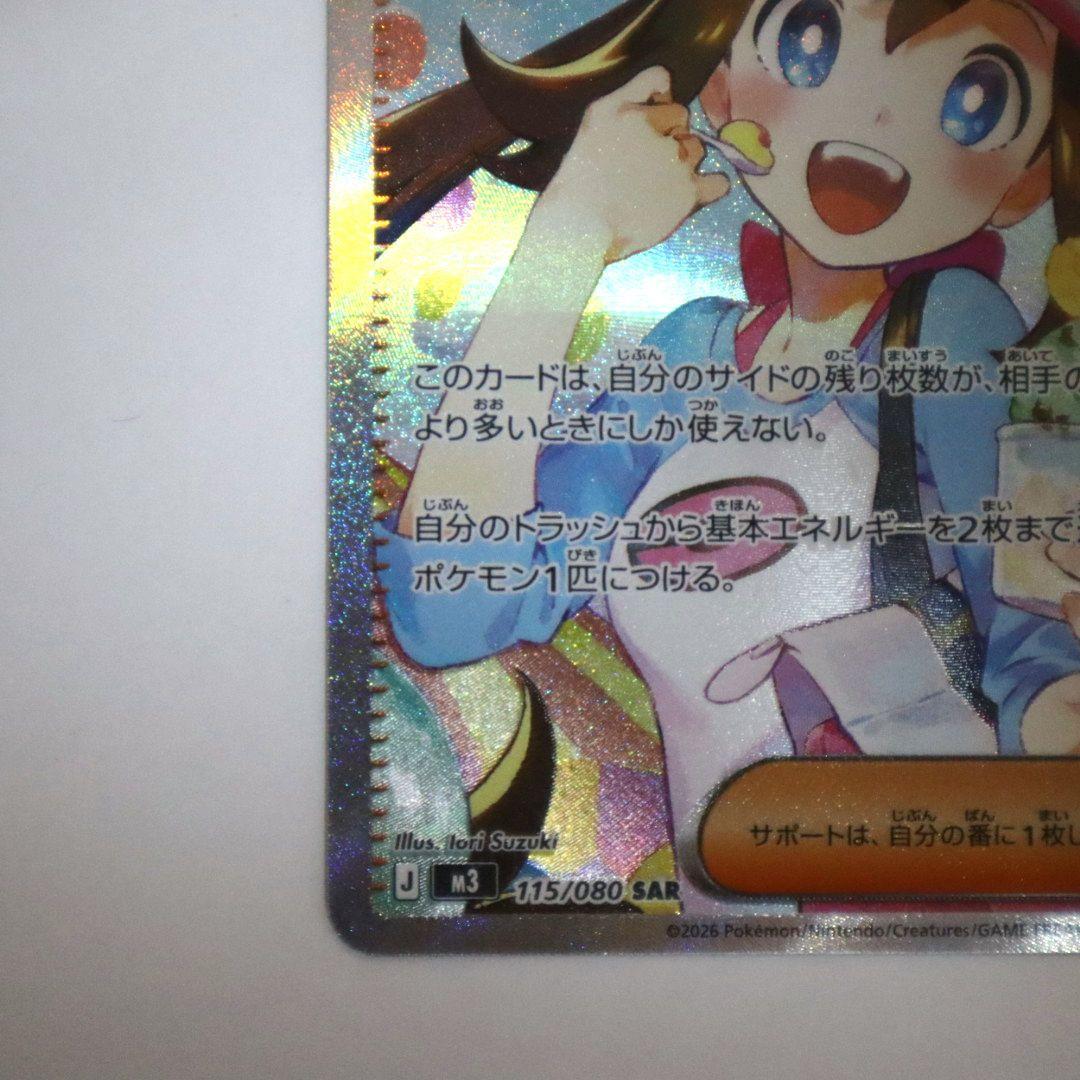 このカードは、自分のサイドの残り枚数が、相手の
より多いときにしか使えない。
自分のトラッシュから基本エネルギーを2枚まで
ポケモン1匹につける。
サポートは、自分の番に1枚し
Illus. Iori Suzuki
J M3 115/080 SAR
©2026 Pokémon/Nintendo/Creatures/GAME FREAK